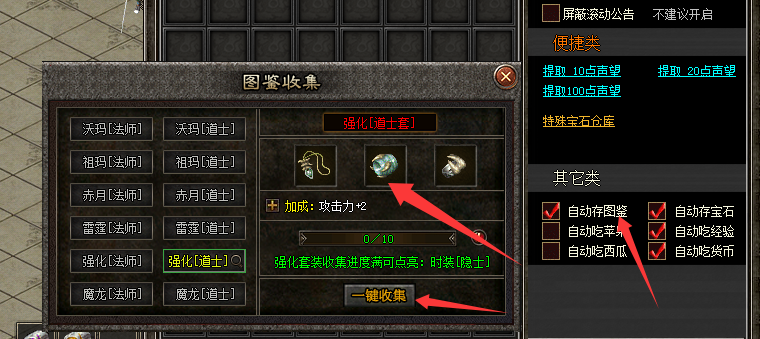 屏蔽滚动公告 不建议开启
便捷类
提取 10点声望 提取 20点声望
提取100点声望
特殊宝石仓库
其它类
自动存图鉴 自动存宝石
自动吃苹果 自动吃经验
自动吃西瓜 自动吃货币
图鉴收集
沃玛[法师] 沃玛[道士]
祖玛[法师] 祖玛[道士]
赤月[法师] 赤月[道士]
雷霆[法师] 雷霆[道士]
强化[法师] 强化[道士]
魔龙[法师] 魔龙[道士]
强化[道士套]
加成：攻击力+2
0/10
强化套装收集进度满可点亮：时装[隐士]
一键收集